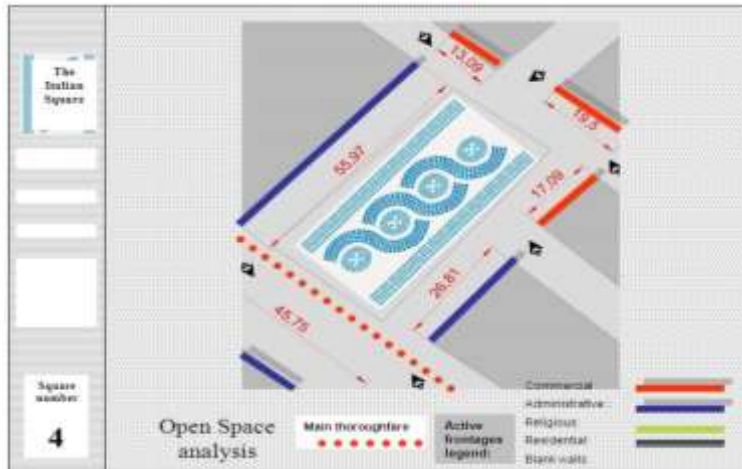 The
Italian
Square
13,09
19,5
55,97
17,09
26,81
45,75
Square
number
4
Open Space
analysis
Main thoroughfare
Active
frontages
legend:
Commercial
Administrative
Religious
Residential
Blank walls